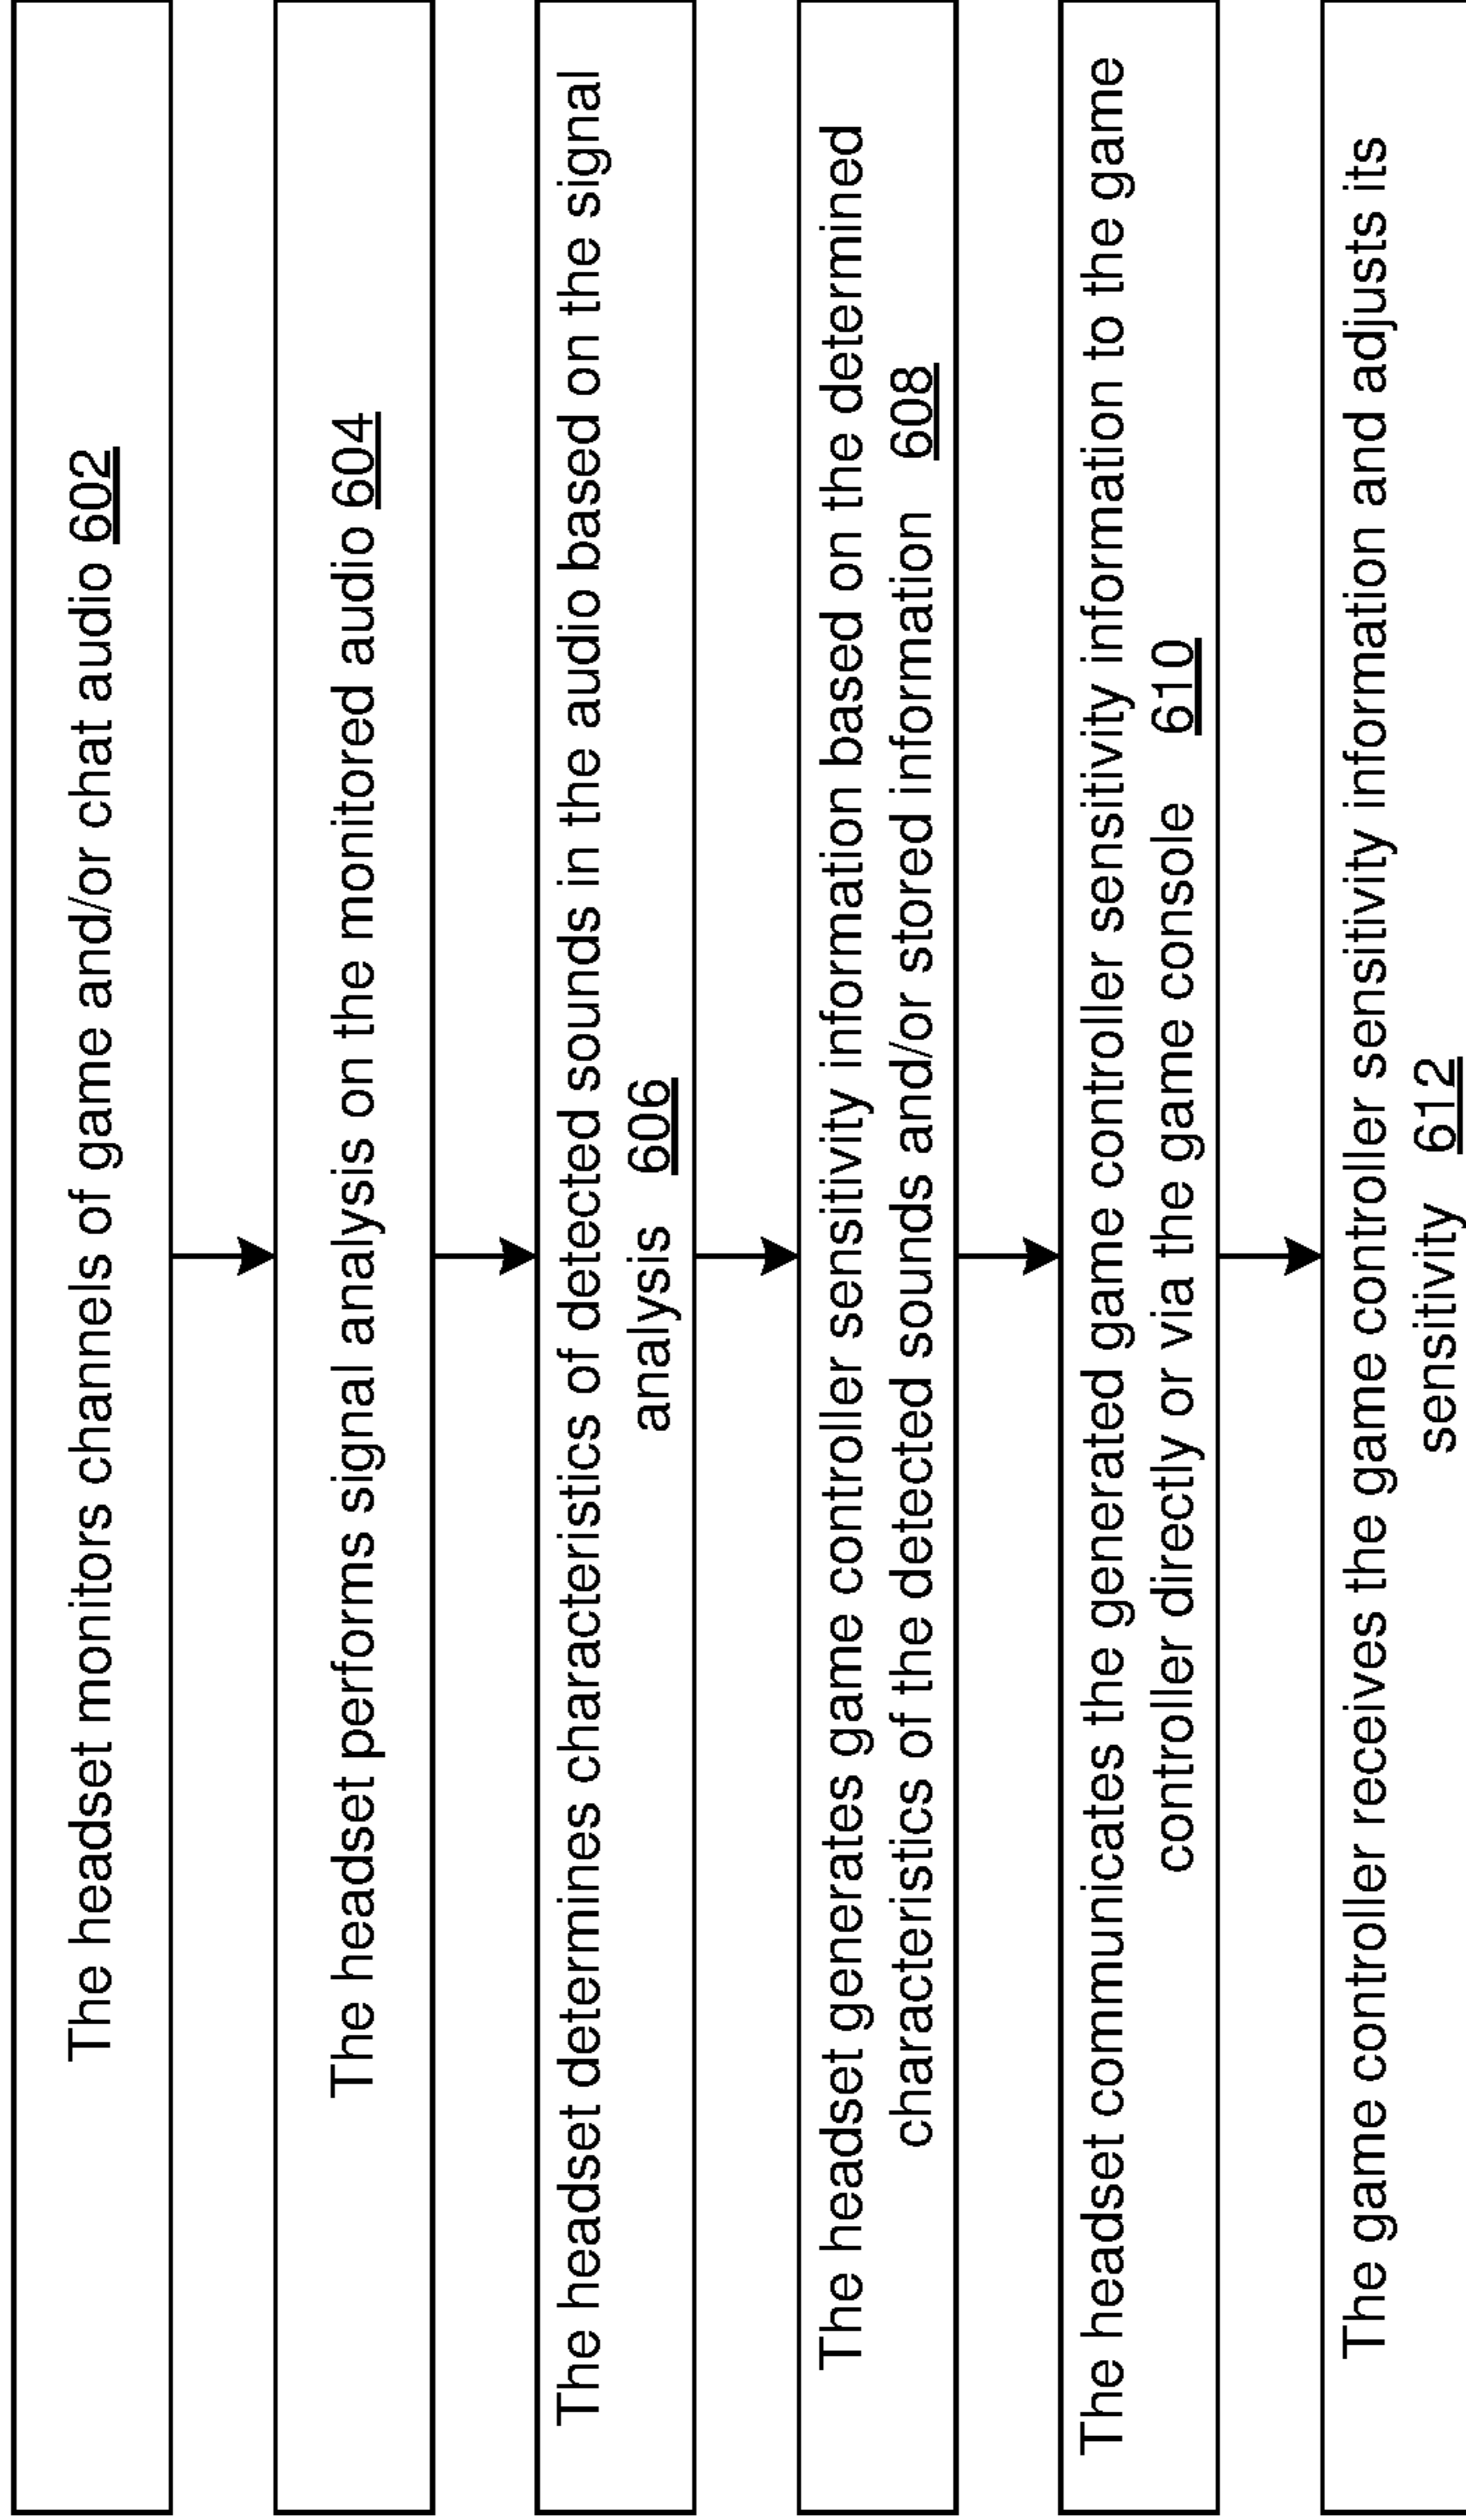 The headset monitors channels of game and/or chat audio 602
The headset performs signal analysis on the monitored audio 604
The headset determines characteristics of detected sounds in the audio based on the signal
analysis 606
The headset generates game controller sensitivity information based on the determined
characteristics of the detected sounds and/or stored information 608
The headset communicates the generated game controller sensitivity information to the game
controller directly or via the game console 610
The game controller receives the game controller sensitivity information and adjusts its
sensitivity 612